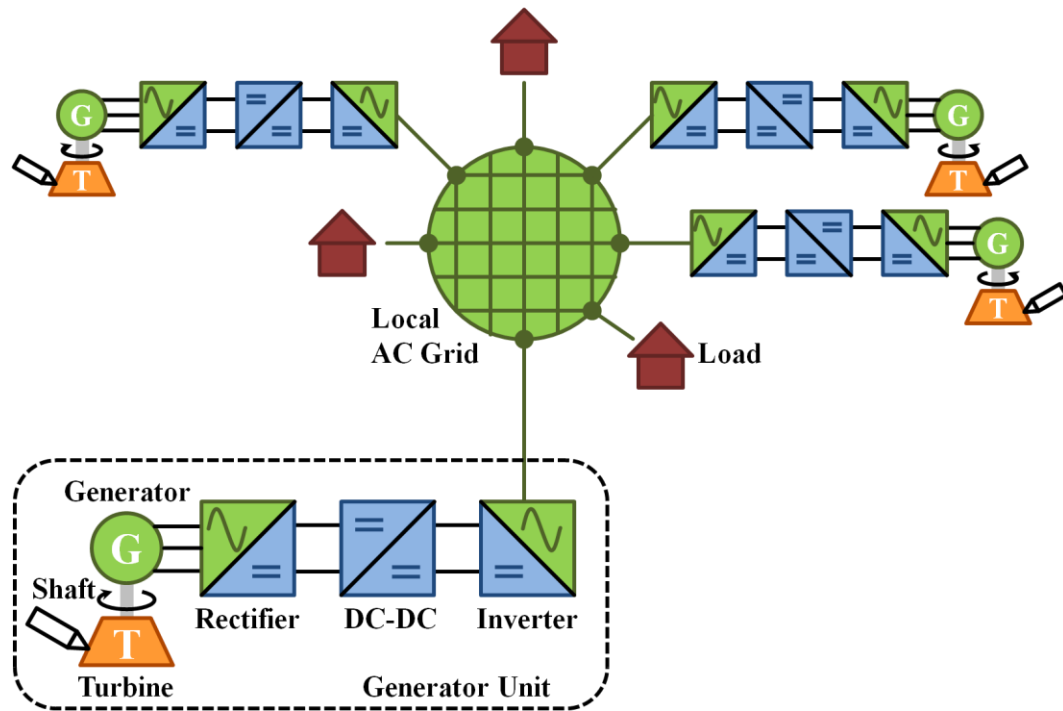 G
G
T
T
G
T
Local
AC Grid
Load
Generator
G
Shaft
Rectifier
DC-DC
Inverter
T
Turbine
Generator Unit